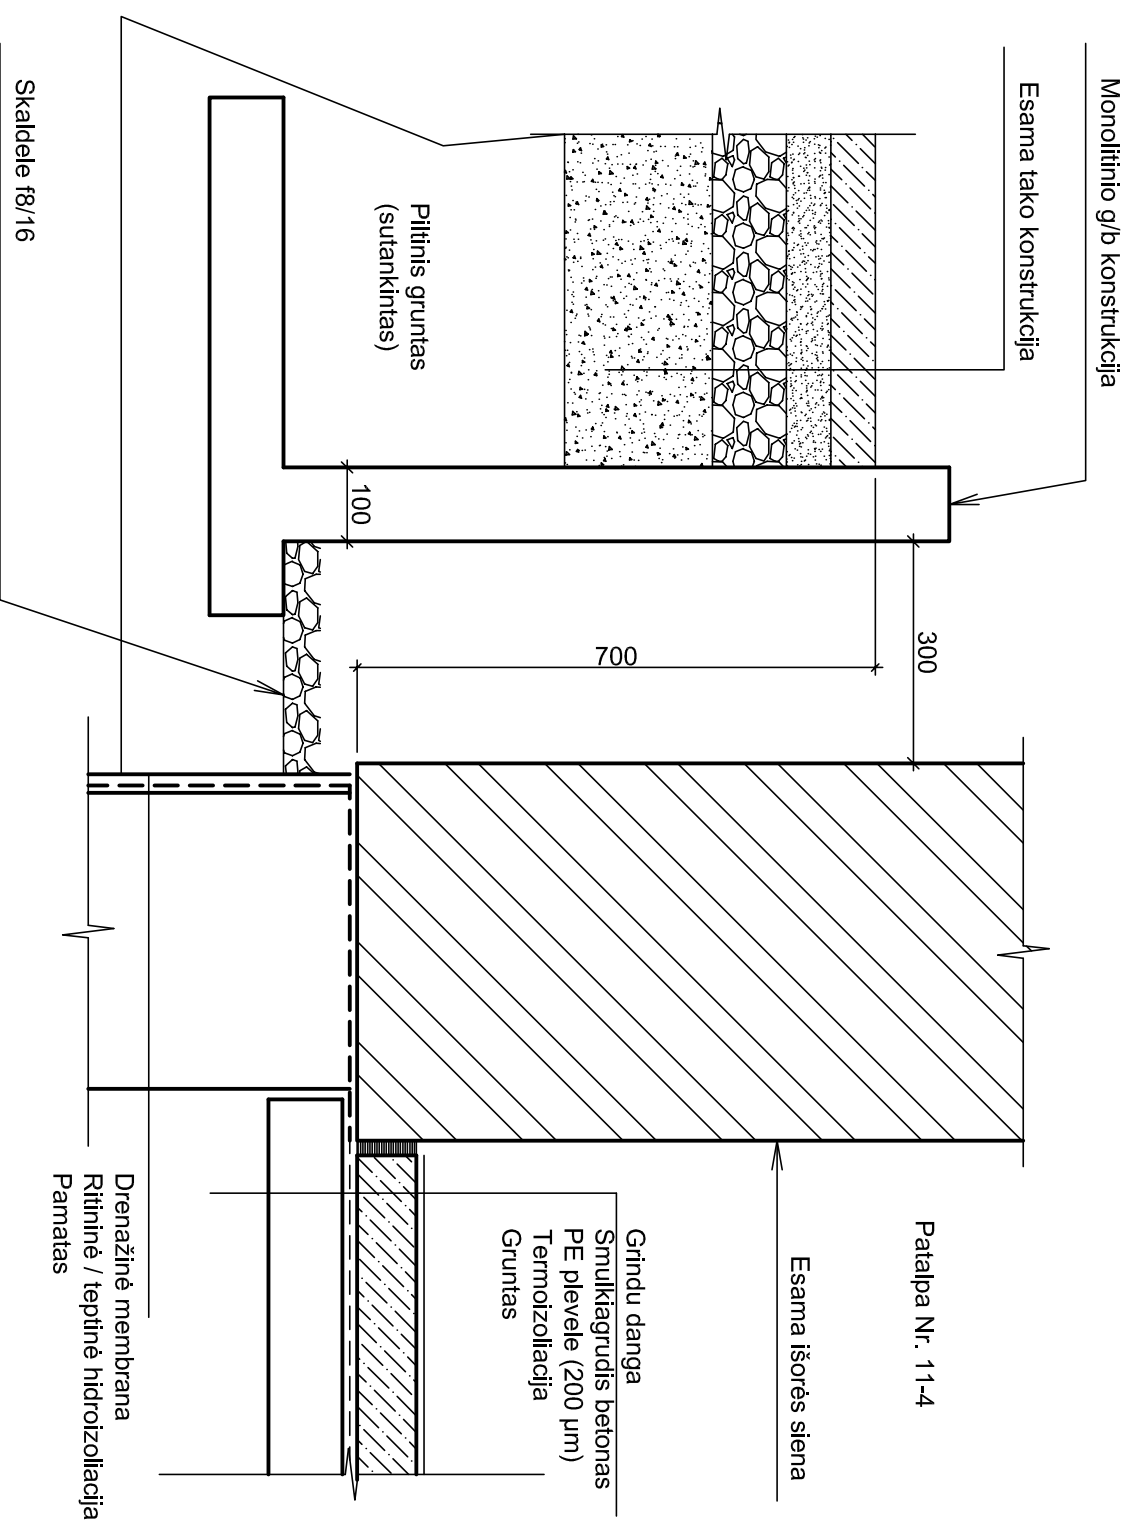 Monolitinio g/b konstrukcija
Esama tako konstrukcija
Patalpa Nr. 11-4
Esama išorės siena
300
700
100
Piltinis gruntas
(sutankintas)
Grindu danga
Smulkiagrudis betonas
PE plevele (200 µm)
Termoizoliacija
Gruntas
Drenažinė membrana
Ritininė / teptinė hidroizoliacija
Pamatas
Skaldele f8/16